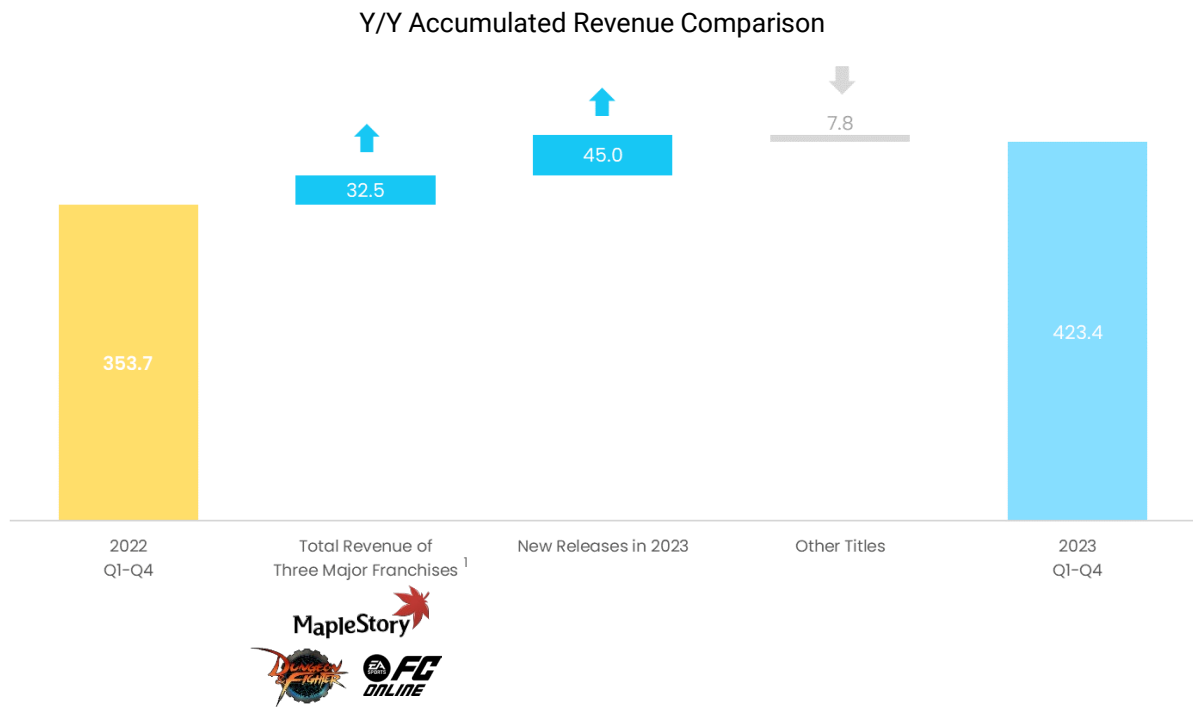 Y/Y Accumulated Revenue Comparison
7.8
45.0
32.5
353.7
423.4
2022
Q1-Q4
Total Revenue of
Three Major Franchises 1
New Releases in 2023
Other Titles
2023
Q1-Q4
MapleStory
DUNGEON
& FIGHTER
EA
SPORTS
FC
ONLINE